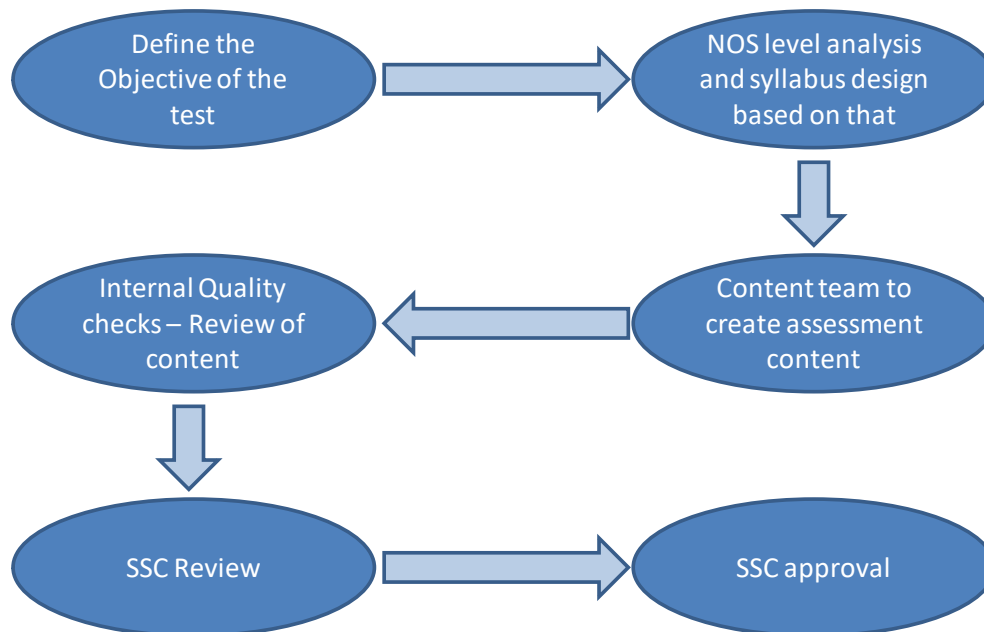 Define the
Objective of the
test
NOS level analysis
and syllabus design
based on that
Content team to
create assessment
content
Internal Quality
checks – Review of
content
SSC Review
SSC approval